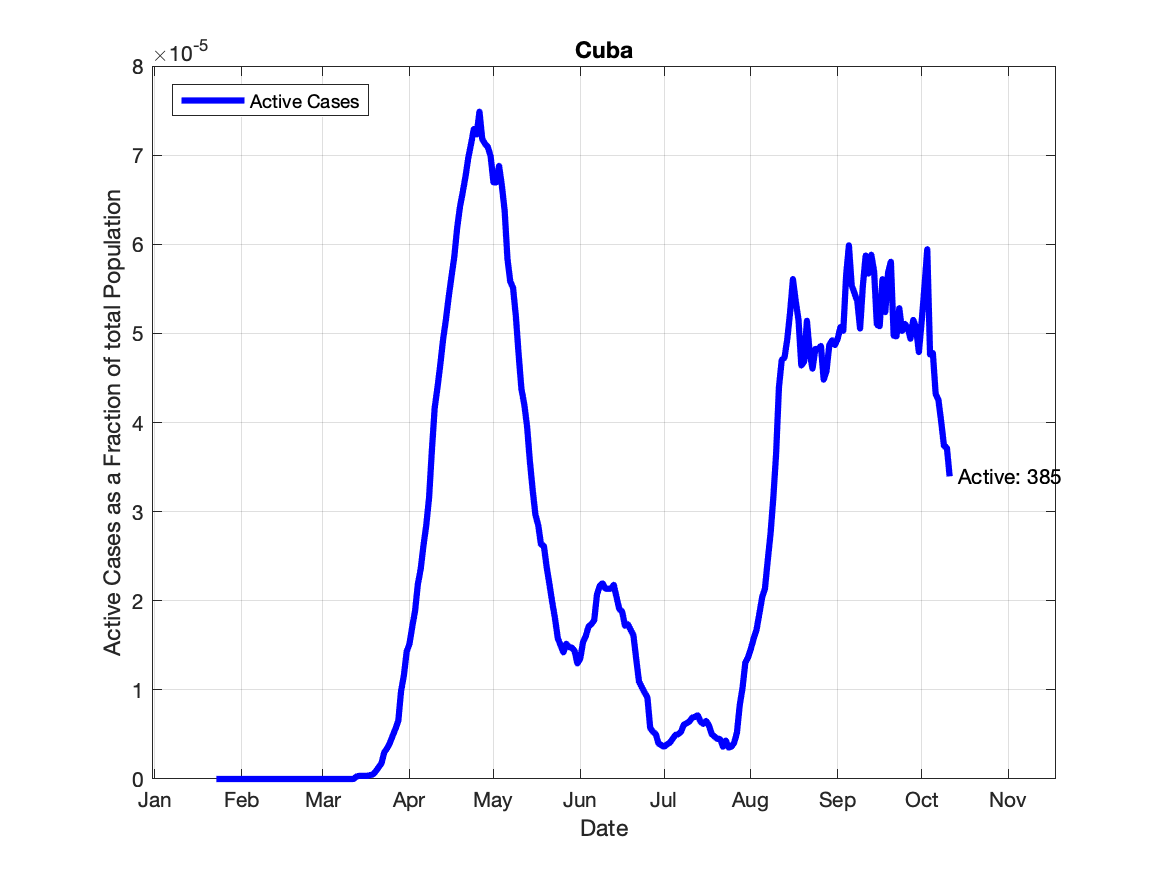 Cuba
×10-5
Active Cases
8
7
6
5
4
3
2
1
0
Active Cases as a Fraction of total Population
Active: 385
Jan Feb Mar Apr May Jun Jul Aug Sep Oct Nov
Date